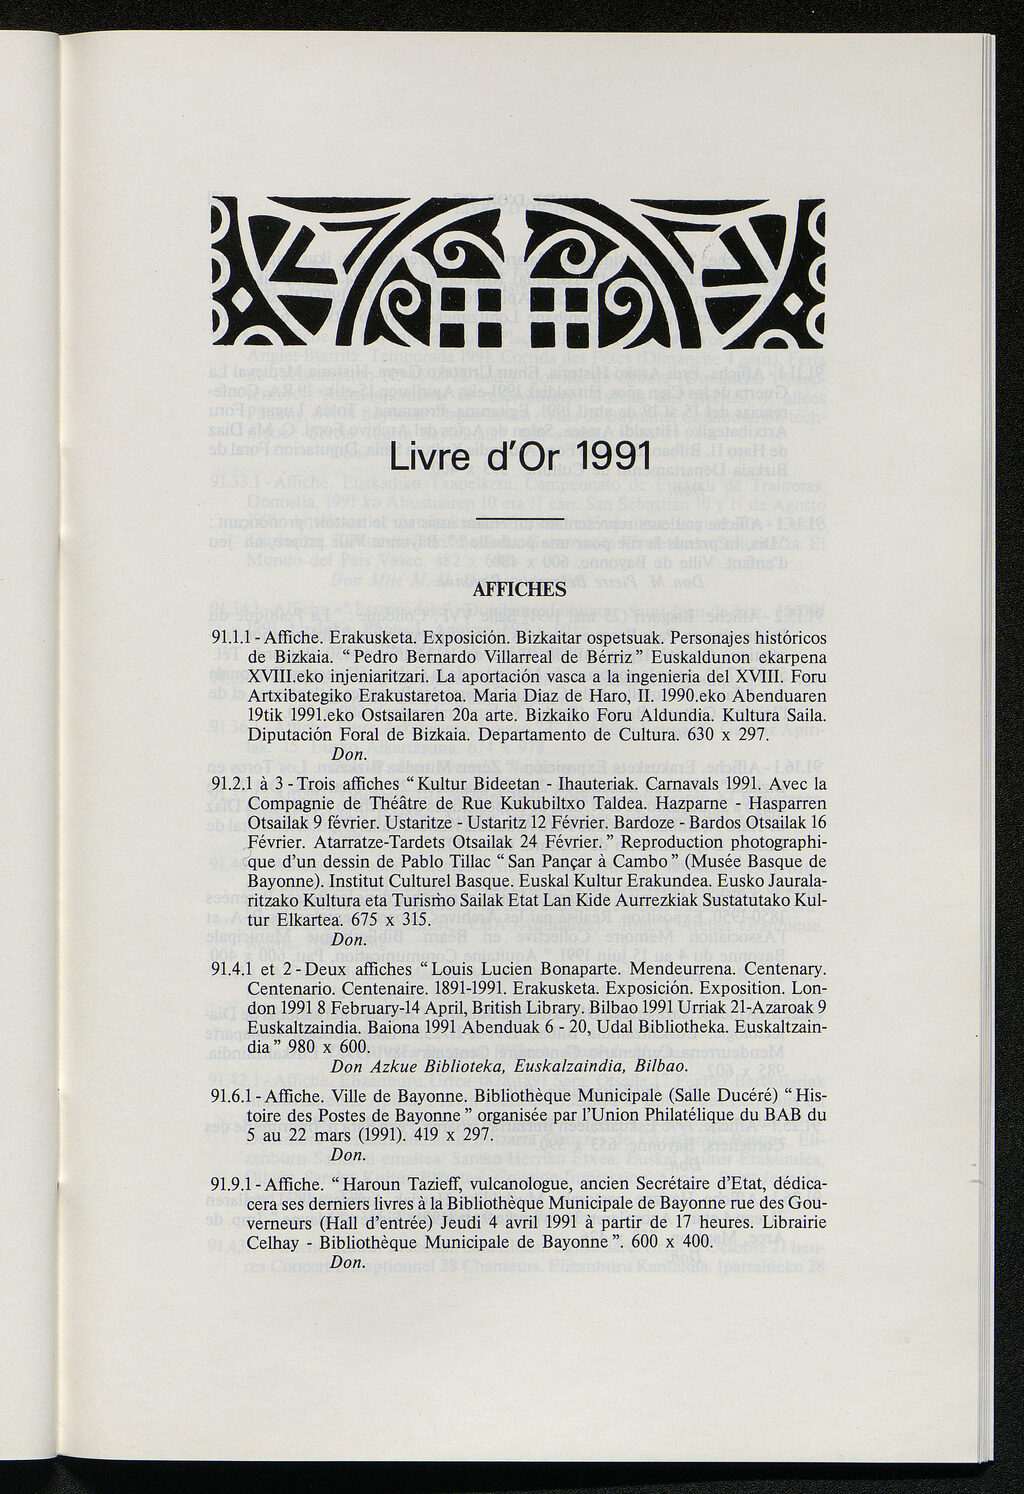 Livre d'Or 1991
AFFICHES
91.1.1 - Affiche. Erakusketa. Exposición. Bizkaitar ospetsuak. Personajes históricos
de Bizkaia. “Pedro Bernardo Villarreal de Bérriz” Euskaldunon ekarpena
XVIII.eko injeniaritzari. La aportación vasca a la ingenieria del XVIII. Foru
Artxibategiko Erakustaretoa. Maria Diaz de Haro, II. 1990.eko Abenduaren
19tik 1991.eko Ostsailaren 20a arte. Bizkaiko Foru Aldundia. Kultura Saila.
Diputación Foral de Bizkaia. Departamento de Cultura. 630 x 297.
Don.
91.2.1 à 3 - Trois affiches “Kultur Bideetan - Ihauteriak. Carnavals 1991. Avec la
Compagnie de Théâtre de Rue Kukubiltxo Taldea. Hazparne - Hasparren
Otsailak 9 février. Ustaritze - Ustaritz 12 Février. Bardoze - Bardos Otsailak 16
Février. Atarratze-Tardets Otsailak 24 Février.” Reproduction photographi-
que d'un dessin de Pablo Tillac “San Pançar à Cambo” (Musée Basque de
Bayonne). Institut Culturel Basque. Euskal Kultur Erakundea. Eusko Jaurala-
ritzako Kultura eta Turismo Sailak Etat Lan Kide Aurrezkiak Sustatutako Kul-
tur Elkartea. 675 x 315.
Don.
91.4.1 et 2 - Deux affiches “Louis Lucien Bonaparte. Mendeurrena. Centenary.
Centenario. Centenaire. 1891-1991. Erakusketa. Exposición. Exposition. Lon-
don 1991 8 February-14 April, British Library. Bilbao 1991 Urriak 21-Azaroak 9
Euskaltzaindia. Baiona 1991 Abenduak 6 - 20, Udal Bibliotheka. Euskaltzain-
dia” 980 x 600.
Don Azkue Biblioteka, Euskalzaindia, Bilbao.
91.6.1 - Affiche. Ville de Bayonne. Bibliothèque Municipale (Salle Ducéré) “His-
toire des Postes de Bayonne” organisée par l'Union Philatélique du BAB du
5 au 22 mars (1991). 419 x 297.
Don.
91.9.1 - Affiche. “Haroun Tazieff, vulcanologue, ancien Secrétaire d'Etat, dédica-
cera ses derniers livres à la Bibliothèque Municipale de Bayonne rue des Gou-
verneurs (Hall d'entrée) Jeudi 4 avril 1991 à partir de 17 heures. Librairie
Celhay - Bibliothèque Municipale de Bayonne”. 600 x 400.
Don.